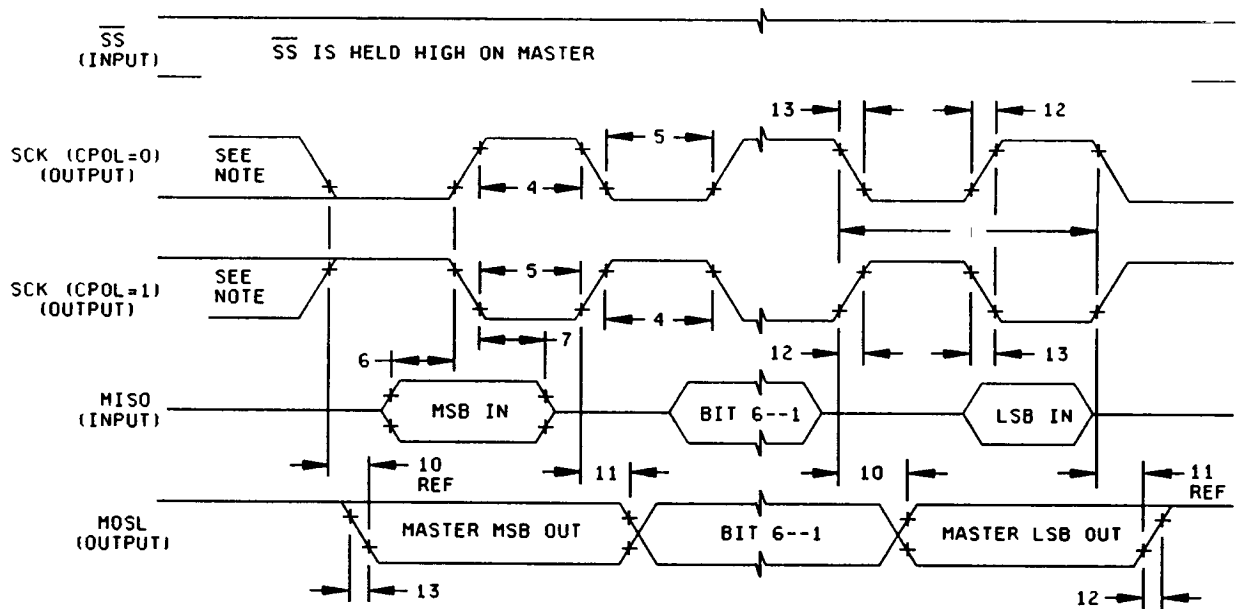 SS
(INPUT)
SS IS HELD HIGH ON MASTER
13
12
5
SCK (CPOL=0)
(OUTPUT)
SEE
NOTE
4
1
SCK (CPOL=1)
(OUTPUT)
SEE
NOTE
5
4
7
6
12
13
MISO
(INPUT)
MSB IN
BIT 6--1
LSB IN
10
REF
11
10
11
REF
MOSL
(OUTPUT)
MASTER MSB OUT
BIT 6--1
MASTER LSB OUT
13
12